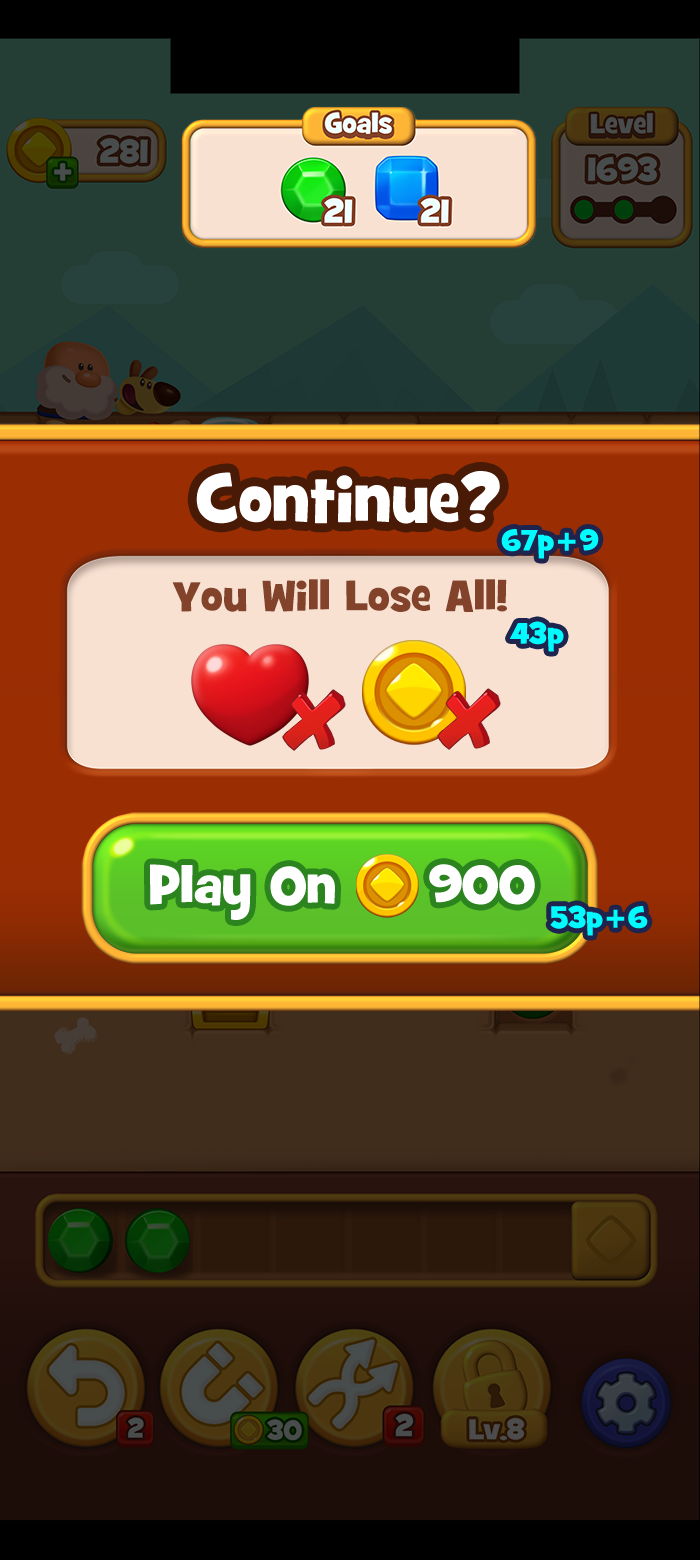 Goals
Level
281
1693
21
21
Continue?
67p+9
You Will Lose All!
43p
Play On 900
53p+6
2
30
2
Lv.8